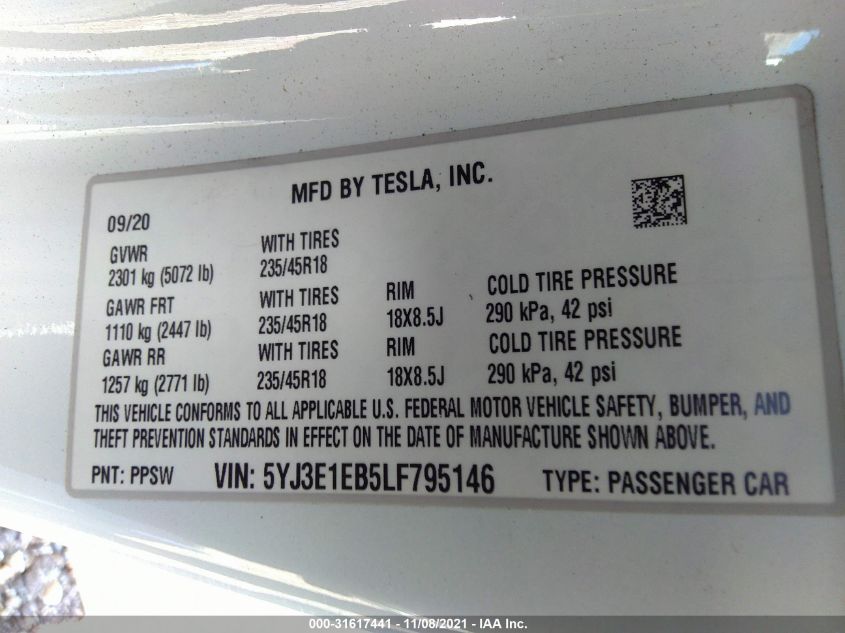 MFD BY TESLA, INC.
09/20
GVWR WITH TIRES
2301 kg (5072 lb) 235/45R18
GAWR FRT WITH TIRES RIM COLD TIRE PRESSURE
1110 kg (2447 lb) 235/45R18 18X8.5J 290 kPa, 42 psi
GAWR RR WITH TIRES RIM COLD TIRE PRESSURE
1257 kg (2771 lb) 235/45R18 18X8.5J 290 kPa, 42 psi
THIS VEHICLE CONFORMS TO ALL APPLICABLE U.S. FEDERAL MOTOR VEHICLE SAFETY, BUMPER, AND
THEFT PREVENTION STANDARDS IN EFFECT ON THE DATE OF MANUFACTURE SHOWN ABOVE.
PNT: PPSW VIN: 5YJ3E1EB5LF795146 TYPE: PASSENGER CAR
000-31617441 - 11/08/2021 - IAA Inc.